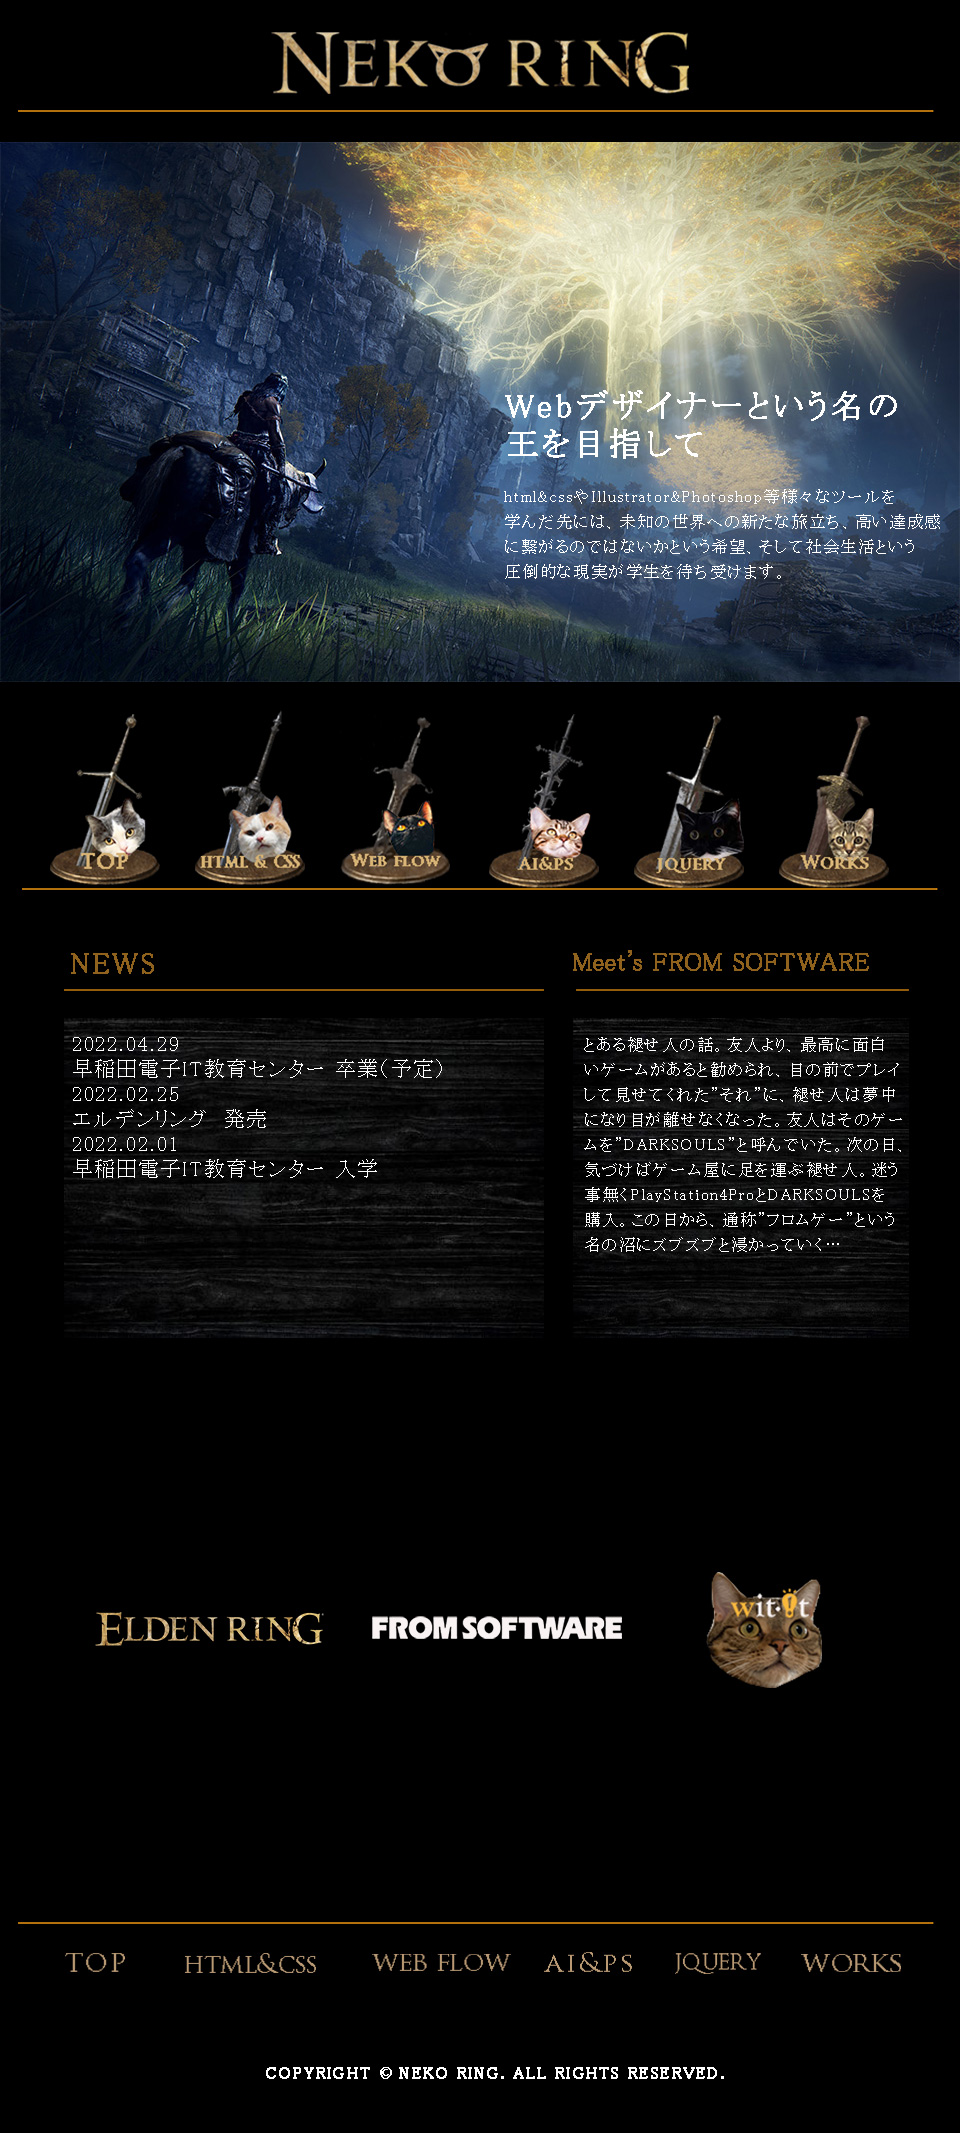 NEKO RING
Webデザイナーという名の
王を目指して
html&cssやIllustrator&Photoshop等様々なツールを
学んだ先には、未知の世界への新たな旅立ち、高い達成感
に繋がるのではないかという希望、そして社会生活という
圧倒的な現実が学生を待ち受けます。
TOP
HTML & CSS
WEB FLOW
AI&PS
JQUERY
WORKS
NEWS
2022.04.29
早稲田電子IT教育センター 卒業(予定)
2022.02.25
エルデンリング 発売
2022.02.01
早稲田電子IT教育センター 入学
Meet's FROM SOFTWARE
とある褪せ人の話。友人より、最高に面白
いゲームがあると勧められ、目の前でプレイ
して見せてくれた”それ”に、褪せ人は夢中
になり目が離せなくなった。友人はそのゲー
ムを”DARKSOULS”と呼んでいた。次の日、
気づけばゲーム屋に足を運ぶ褪せ人。迷う
事無くPlayStation4ProとDARKSOULSを
購入。この日から、通称”フロムゲー”という
名の沼にズブズブと浸かっていく…
ELDEN RING
FROM SOFTWARE
wit·!t
TOP
HTML&CSS
WEB FLOW
AI&PS
JQUERY
WORKS
COPYRIGHT © NEKO RING. ALL RIGHTS RESERVED.